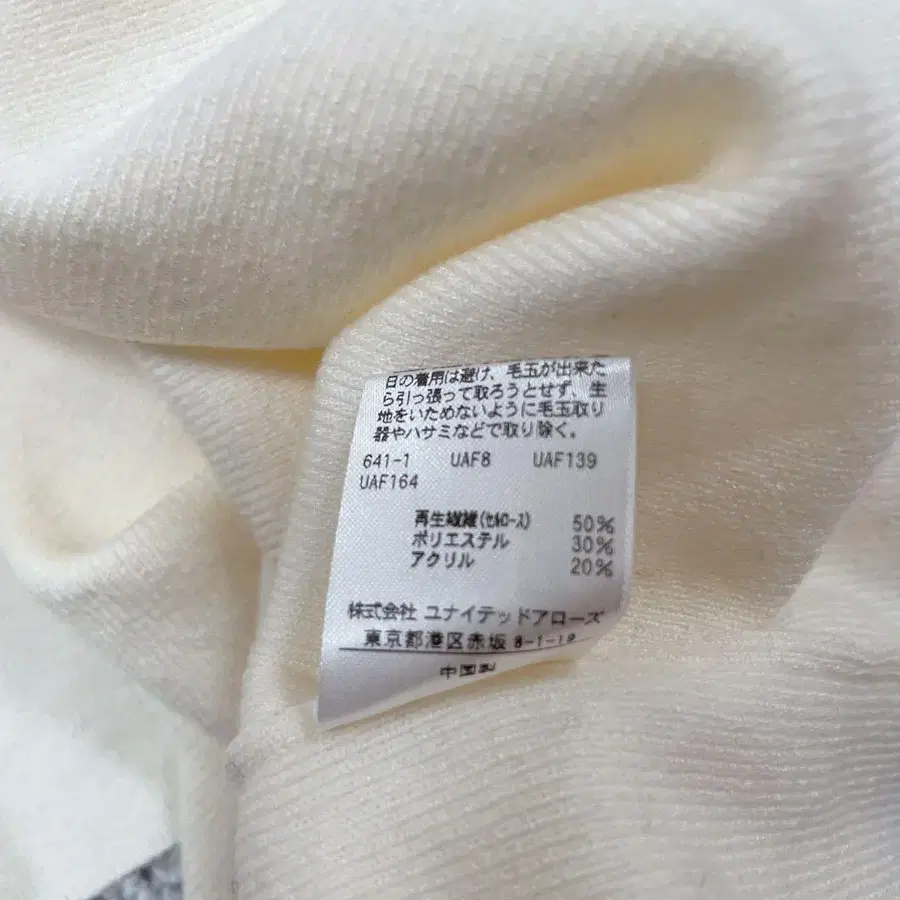 日の着用は避け、毛玉が出来た
ら引っ張って取ろうとせず、生
地をいためないように毛玉取り
器やハサミなどで取り除く。
641-1 UAF8 UAF139
UAF164
再生繊維(セルロース) 50%
ポリエステル 30%
アクリル 20%
株式会社 ユナイテッドアローズ
東京都港区赤坂 8-1-19
中国製